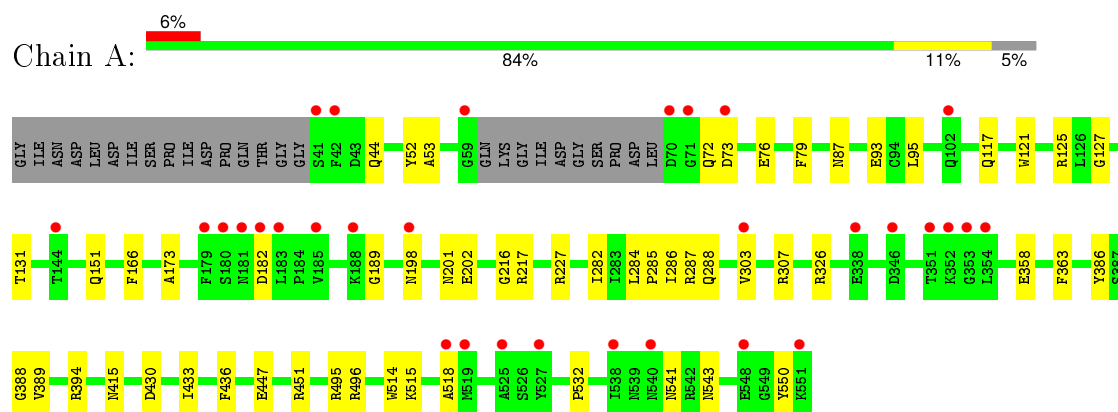 6%
Chain A:
84% 11% 5%
GLY ILE ASN ASP LEU ASP ILE SER PRO ILE ASP PRO GLN THR GLY GLY S41 F42 D43 Q44 Y52 A53 G59 GLN LYS GLY ILE ASP GLY SER PRO ASP LEU D70 G71 Q72 D73 E76 F79 N87 E93 C94 L95 Q102 Q117 W121 R125 L126 G127
T131 T144 Q151 F166 A173 F179 S180 N181 D182 L183 P184 V185 K188 G189 N198 N201 E202 G216 R217 R227 I282 I283 L284 P285 I286 R287 Q288 V303 R307 R326 E338 D346 T351 K352 G353 L354 E358 F363 Y386 S387
G388 V389 R394 N415 D430 I433 F436 E447 R451 R495 R496 W514 K515 A518 M519 A525 S526 Y527 P532 I538 N539 N540 N541 R542 N543 E548 G549 Y550 K551